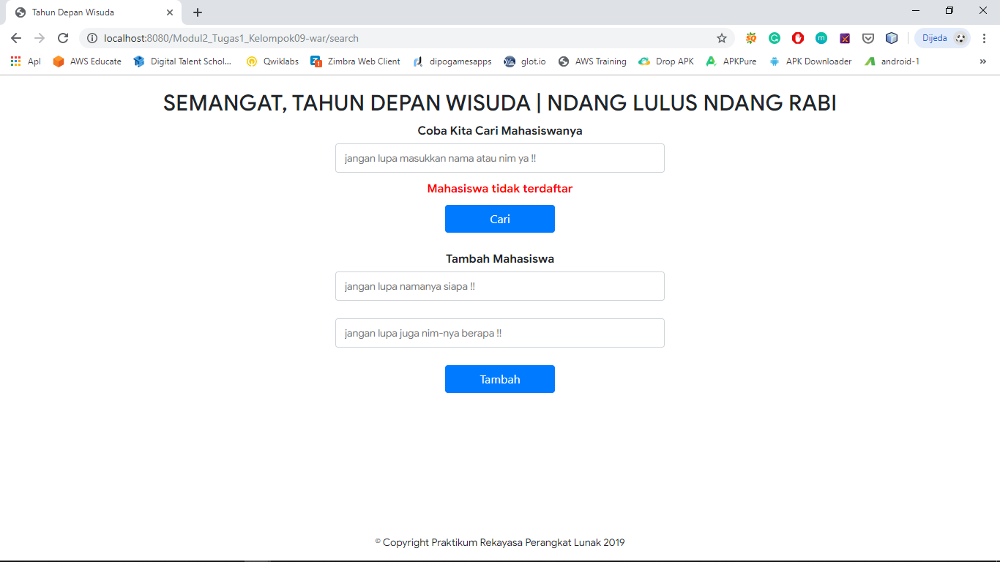 Tahun Depan Wisuda
localhost:8080/Modul2_Tugas1_Kelompok09-war/search
Dijeda
Apl AWS Educate Digital Talent Schol... Qwiklabs Zimbra Web Client dipogamesapps glot.io AWS Training Drop APK APKPure APK Downloader android-1 »
SEMANGAT, TAHUN DEPAN WISUDA | NDANG LULUS NDANG RABI
Coba Kita Cari Mahasiswanya
jangan lupa masukkan nama atau nim ya !!
Mahasiswa tidak terdaftar
Cari
Tambah Mahasiswa
jangan lupa namanya siapa !!
jangan lupa juga nim-nya berapa !!
Tambah
© Copyright Praktikum Rekayasa Perangkat Lunak 2019